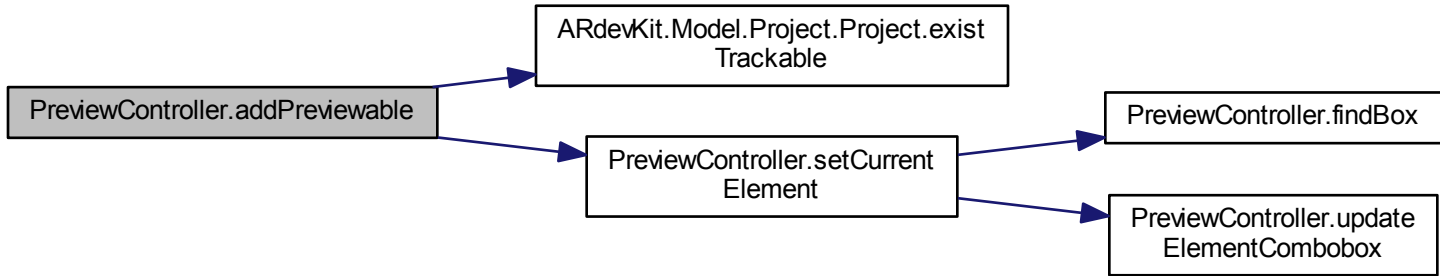 PreviewController.addPreviewable
ARdevKit.Model.Project.Project.exist
Trackable
PreviewController.setCurrent
Element
PreviewController.findBox
PreviewController.update
ElementCombobox